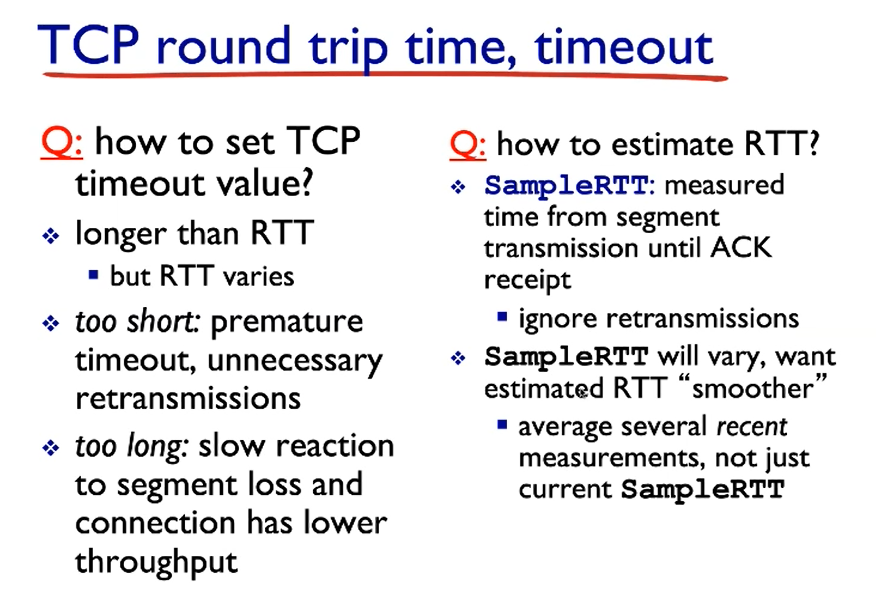 TCP round trip time, timeout
Q: how to set TCP
timeout value?
❖ longer than RTT
▪ but RTT varies
❖ too short: premature
timeout, unnecessary
retransmissions
❖ too long: slow reaction
to segment loss and
connection has lower
throughput
Q: how to estimate RTT?
❖ SampleRTT: measured
time from segment
transmission until ACK
receipt
▪ ignore retransmissions
❖ SampleRTT will vary, want
estimated RTT “smoother”
▪ average several recent
measurements, not just
current SampleRTT